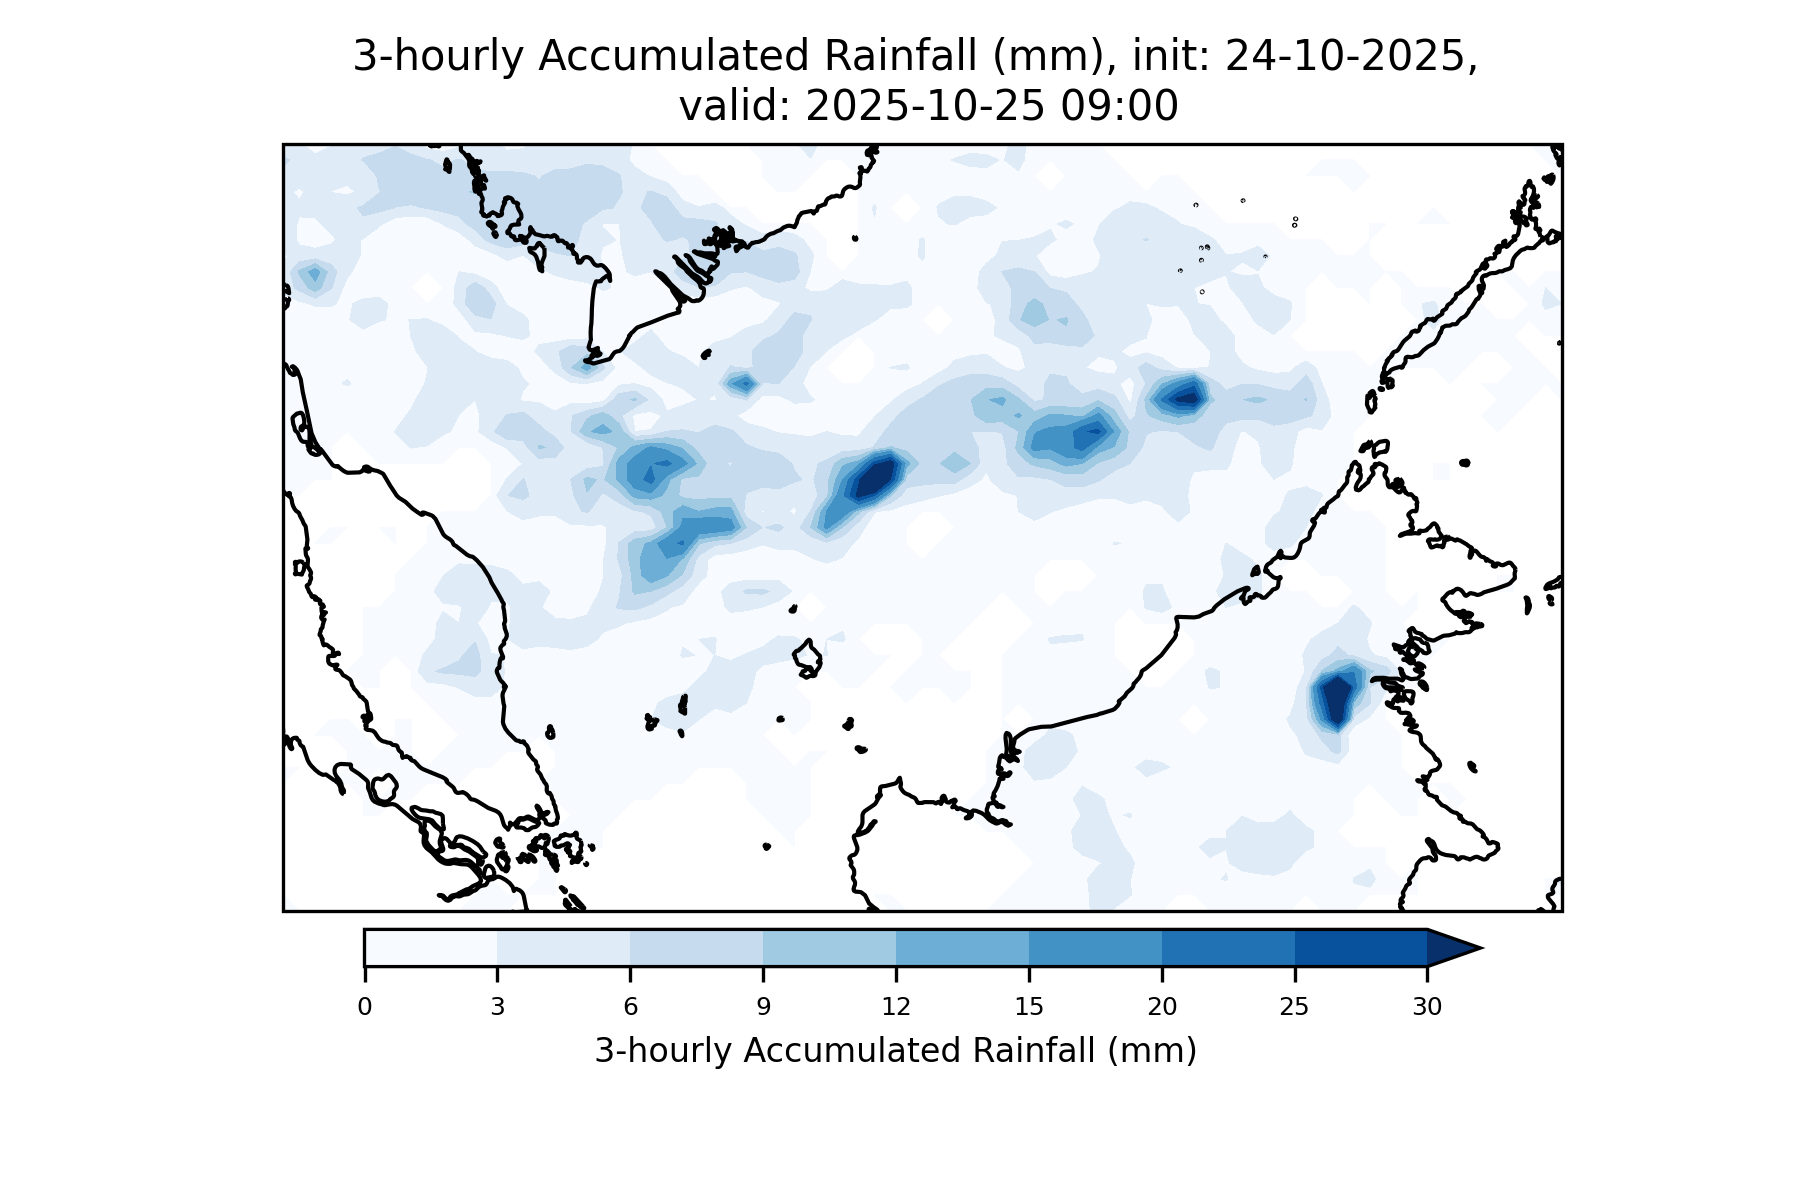 3-hourly Accumulated Rainfall (mm), init: 24-10-2025,
valid: 2025-10-25 09:00
0 3 6 9 12 15 20 25 30
3-hourly Accumulated Rainfall (mm)